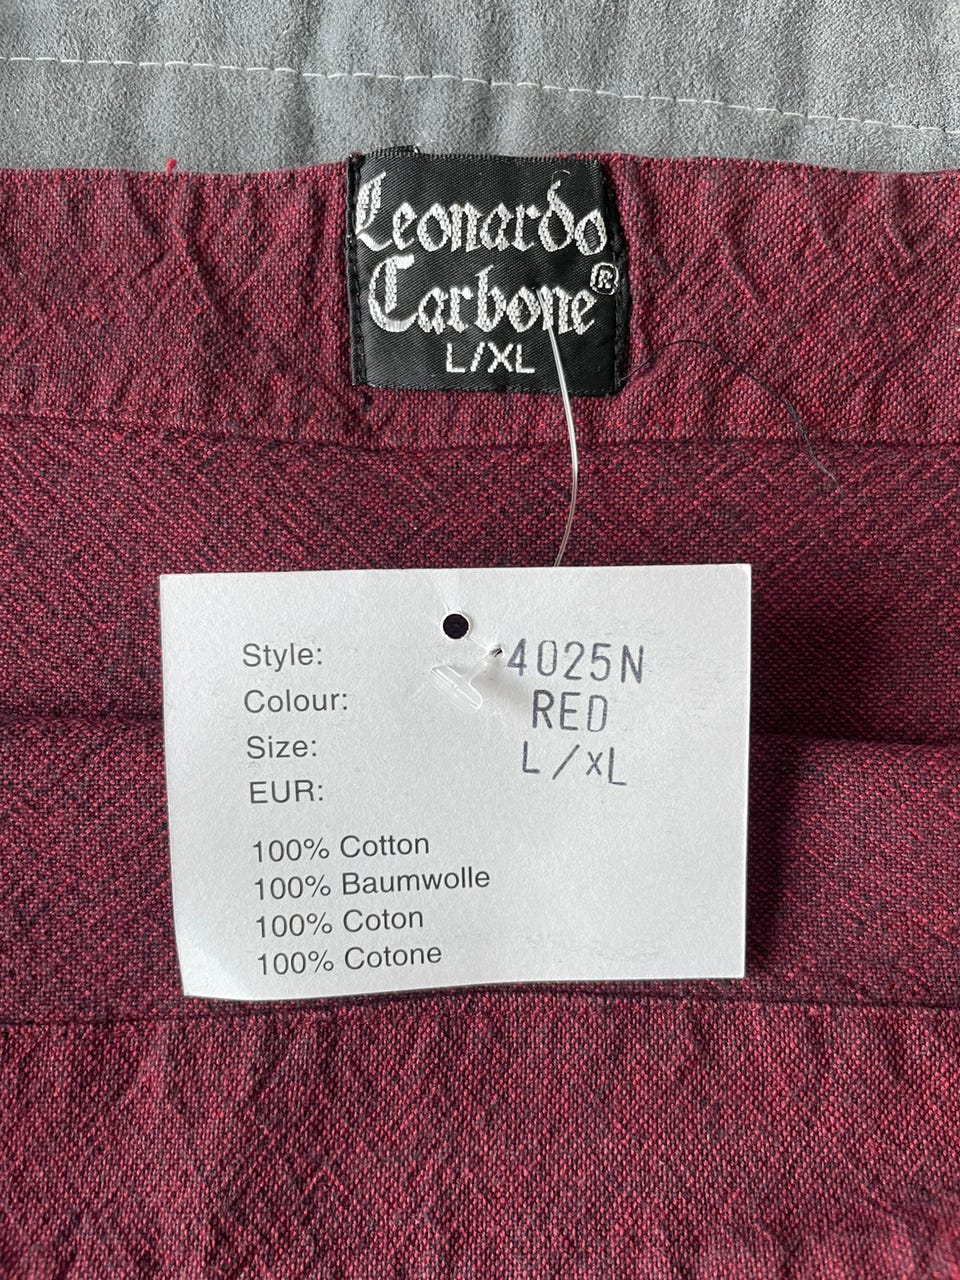 Leonardo
Carbone®
L/XL
Style: 4025N
Colour: RED
Size: L/XL
EUR:
100% Cotton
100% Baumwolle
100% Coton
100% Cotone